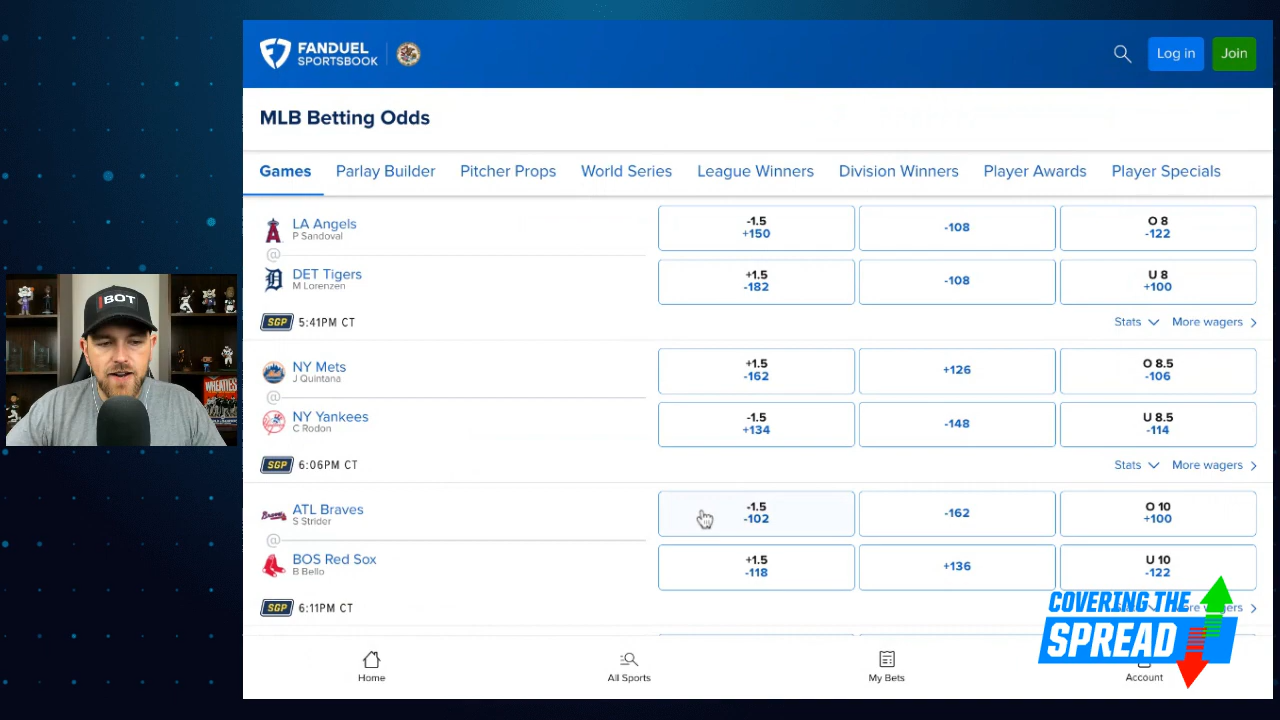 FANDUEL
SPORTSBOOK
Log in
Join
MLB Betting Odds
Games
Parlay Builder
Pitcher Props
World Series
League Winners
Division Winners
Player Awards
Player Specials
LA Angels
P Sandoval
-1.5
+150
-108
O 8
-122
@
DET Tigers
M Lorenzen
+1.5
-182
-108
U 8
+100
SGP 5:41PM CT
Stats
More wagers
NY Mets
J Quintana
+1.5
-162
+126
O 8.5
-106
@
NY Yankees
C Rodon
-1.5
+134
-148
U 8.5
-114
SGP 6:06PM CT
Stats
More wagers
ATL Braves
S Strider
-1.5
-102
-162
O 10
+100
@
BOS Red Sox
B Bello
+1.5
-118
+136
U 10
-122
SGP 6:11PM CT
Home
All Sports
My Bets
Account
BOT
WHEATIES
COVERING THE
SPREAD